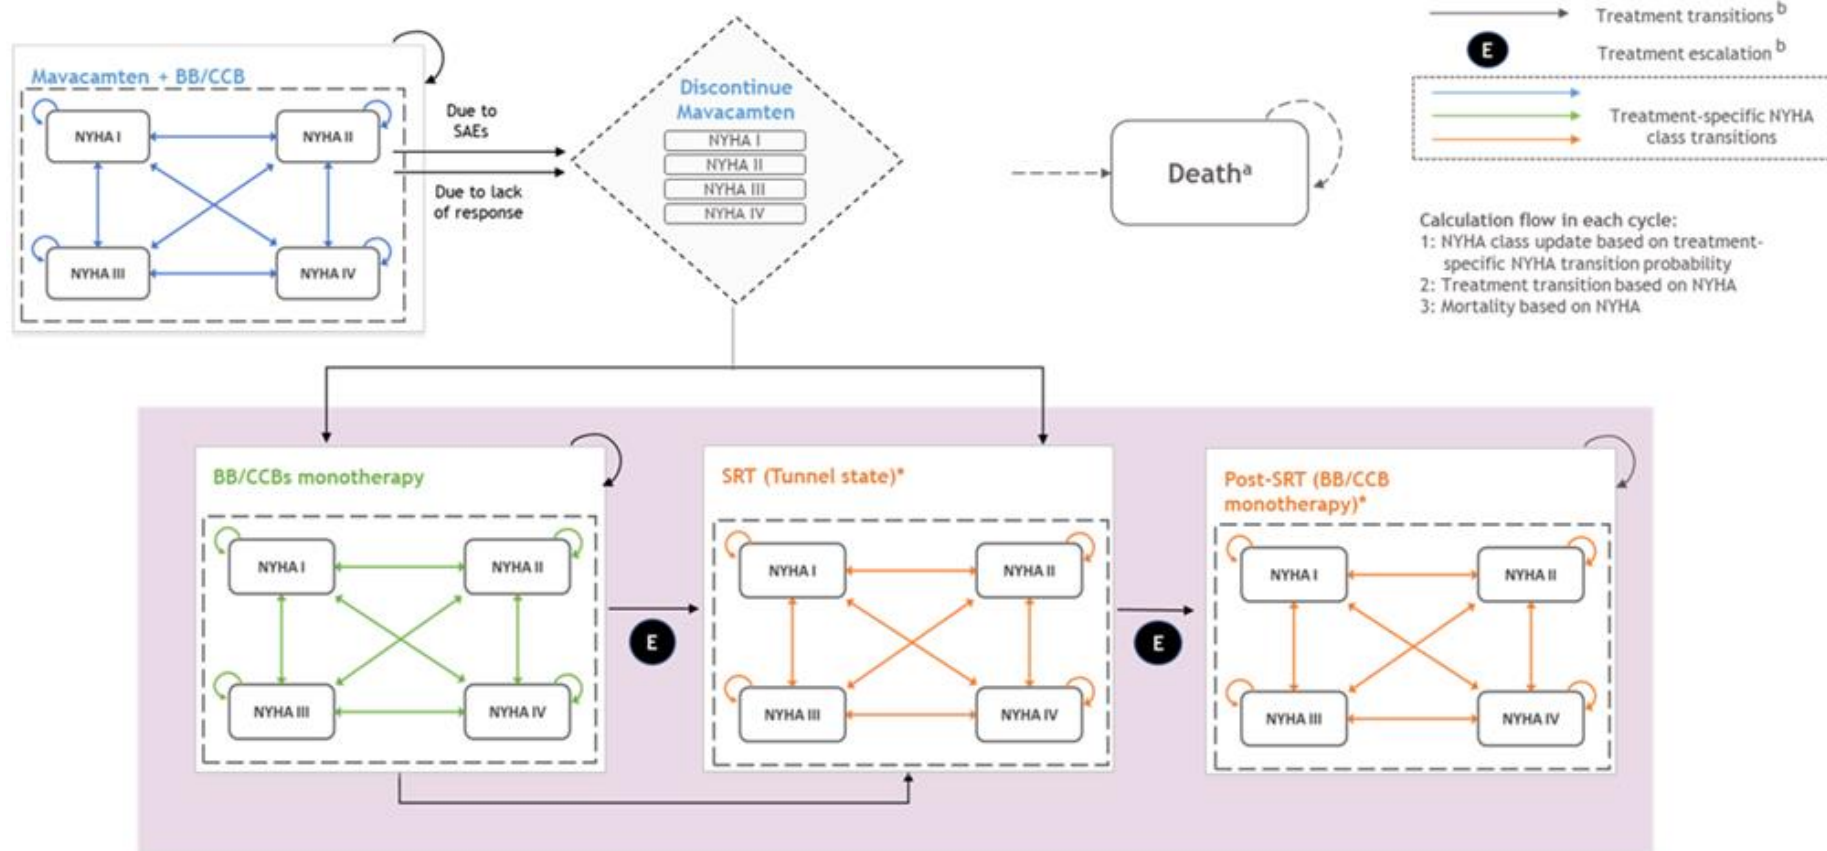 Treatment transitions b
E
Treatment escalation b
Treatment-specific NYHA
class transitions
Mavacamten + BB/CCB
NYHA I
NYHA II
NYHA III
NYHA IV
Due to
SAEs
Due to lack
of response
Discontinue
Mavacamten
NYHA I
NYHA II
NYHA III
NYHA IV
Deathª
Calculation flow in each cycle:
1: NYHA class update based on treatment-
specific NYHA transition probability
2: Treatment transition based on NYHA
3: Mortality based on NYHA
BB/CCBs monotherapy
NYHA I
NYHA II
NYHA III
NYHA IV
E
SRT (Tunnel state)*
NYHA I
NYHA II
NYHA III
NYHA IV
E
Post-SRT (BB/CCB
monotherapy)*
NYHA I
NYHA II
NYHA III
NYHA IV